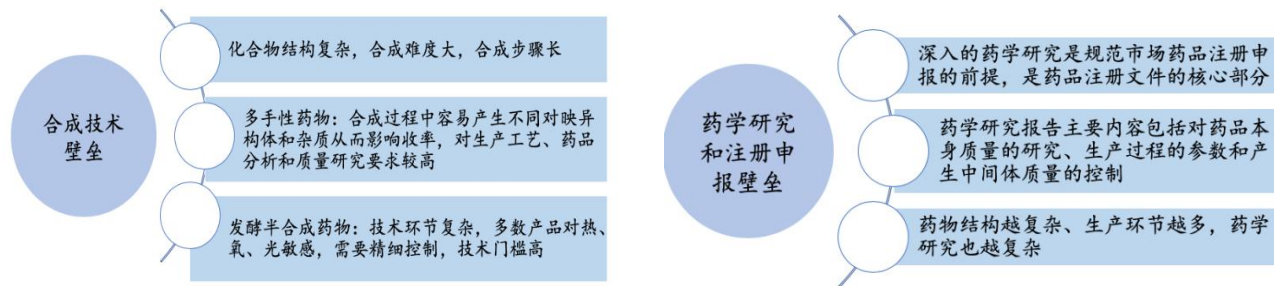 合成技术
壁垒
化合物结构复杂，合成难度大，合成步骤长
多手性药物：合成过程中容易产生不同对映异
构体和杂质从而影响收率，对生产工艺、药品
分析和质量研究要求较高
发酵半合成药物：技术环节复杂，多数产品对热、
氧、光敏感，需要精细控制，技术门槛高
药学研究
和注册申
报壁垒
深入的药学研究是规范市场药品注册申
报的前提，是药品注册文件的核心部分
药学研究报告主要内容包括对药品本
身质量的研究、生产过程的参数和产
生中间体质量的控制
药物结构越复杂、生产环节越多，药学
研究也越复杂